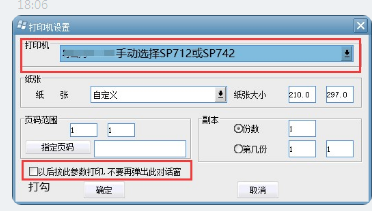 18:06
打印机设置
打印机
手动选择SP712或SP742
纸张
纸 张 自定义 纸张大小 210.0 297.0
页码范围 副本
1 1 份数 1
指定页码 第几份 1 1
以后按此参数打印,不要再弹出此对话窗
打勾 确定 取消